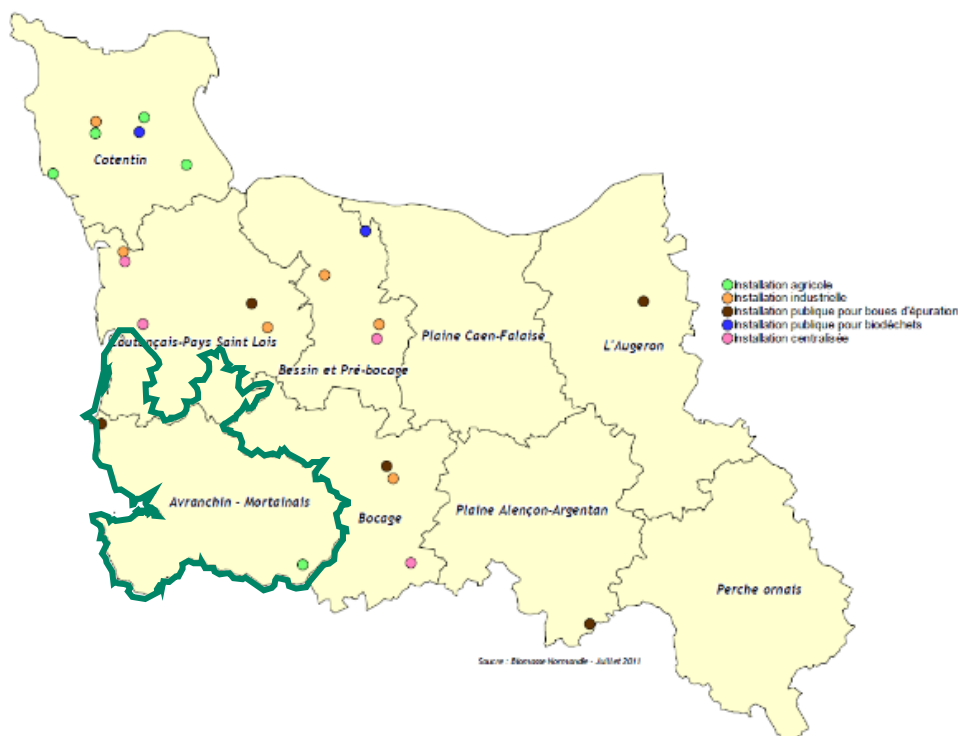 Cotentin
Installation agricole
Installation industrielle
Installation publique pour boues d'épuration
Installation publique pour biodéchets
Installation centralisée
Plaine Caen-Falaise
L'Augeron
Coutançais-Pays Saint Lois
Bessin et Pré-bocage
Avranchin - Mortainais
Bocage
Plaine Alençon-Argentan
Perche ornais
Source : Biomasse Normandie - Juillet 2011